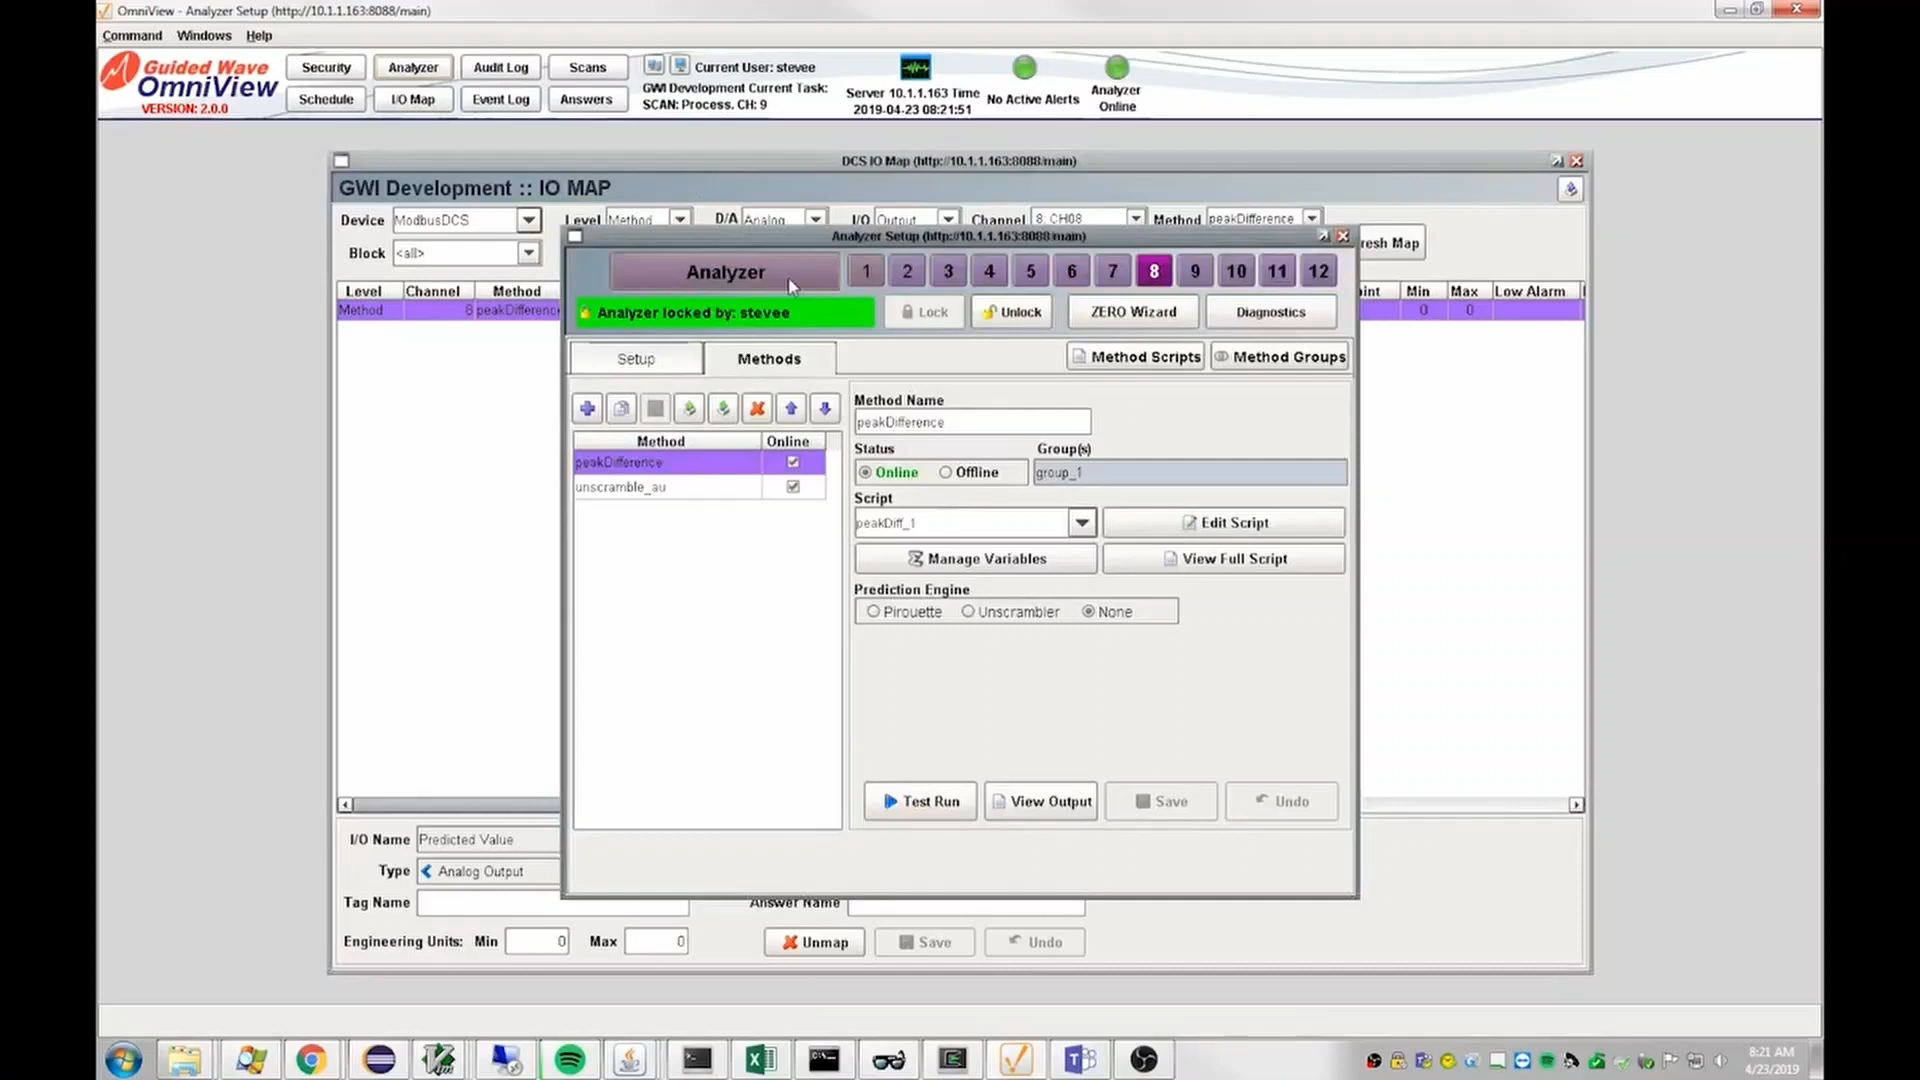 OmniView - Analyzer Setup (http://10.1.1.163:8088/main)
Command Windows Help
Guided Wave
OmniView
VERSION: 2.0.0
Security Analyzer Audit Log Scans
Schedule I/O Map Event Log Answers
Current User: stevee
GWI Development Current Task:
SCAN: Process. CH: 9
Server 10.1.1.163 Time
2019-04-23 08:21:51
No Active Alerts
Analyzer
Online
DCS IO Map (http://10.1.1.163:8088/main)
GWI Development :: IO MAP
Device ModbusDCS Level Method D/A Analog I/O Output Channel 8: CH08 Method peakDifference
Block <all> resh Map
Level Channel Method int Min Max Low Alarm
Method 8 peakDifference 0 0
Analyzer Setup (http://10.1.1.163:8088/main)
Analyzer 1 2 3 4 5 6 7 8 9 10 11 12
Analyzer locked by: stevee Lock Unlock ZERO Wizard Diagnostics
Setup Methods Method Scripts Method Groups
Method Online
peakDifference
unscramble_au
Method Name
peakDifference
Status Group(s)
Online Offline group_1
Script
peakDiff_1 Edit Script
Manage Variables View Full Script
Prediction Engine
Pirouette Unscrambler None
Test Run View Output Save Undo
I/O Name Predicted Value
Type Analog Output
Tag Name Answer Name
Engineering Units: Min 0 Max 0 Unmap Save Undo
8:21 AM
4/23/2019